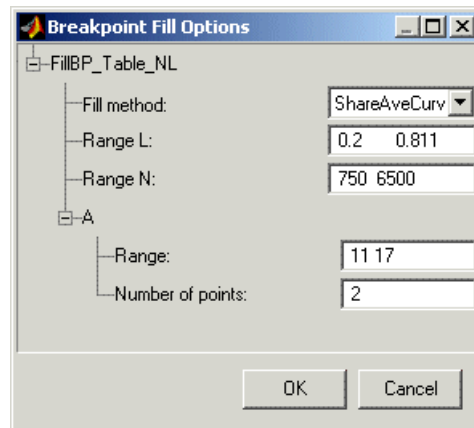 Breakpoint Fill Options
FillBP_Table_NL
Fill method: ShareAveCurv
Range L: 0.2 0.811
Range N: 750 6500
A
Range: 11 17
Number of points: 2
OK Cancel